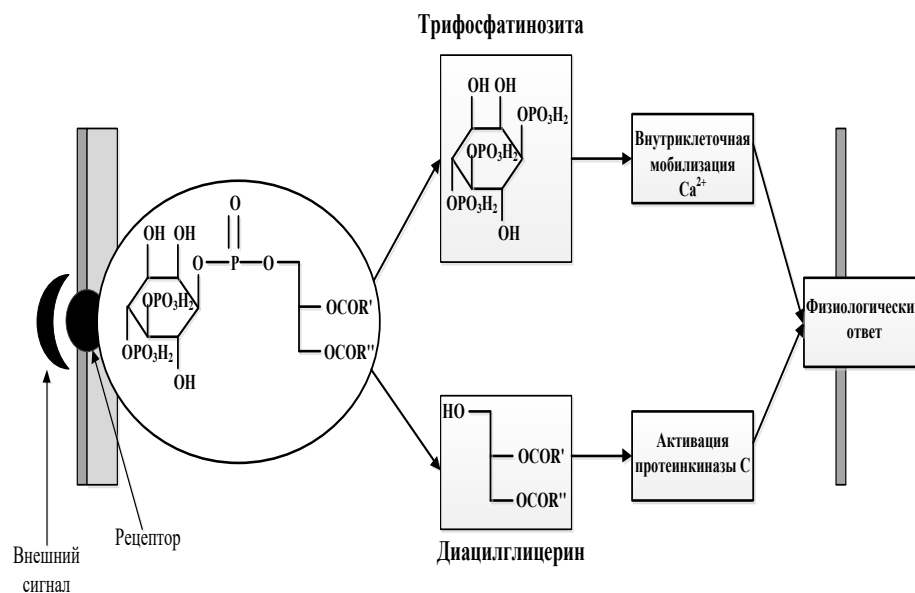 Трифосфатинозита
OH OH
OPO₃H₂
OPO₃H₂
OPO₃H₂
OH
Внутриклеточная
мобилизация
Ca²⁺
O
OH OH
O P O
OPO₃H₂
OPO₃H₂
OH
OCOR'
OCOR"
Физиологический
ответ
HO
OCOR'
OCOR"
Активация
протеинкиназы С
Диацилглицерин
Рецептор
Внешний
сигнал